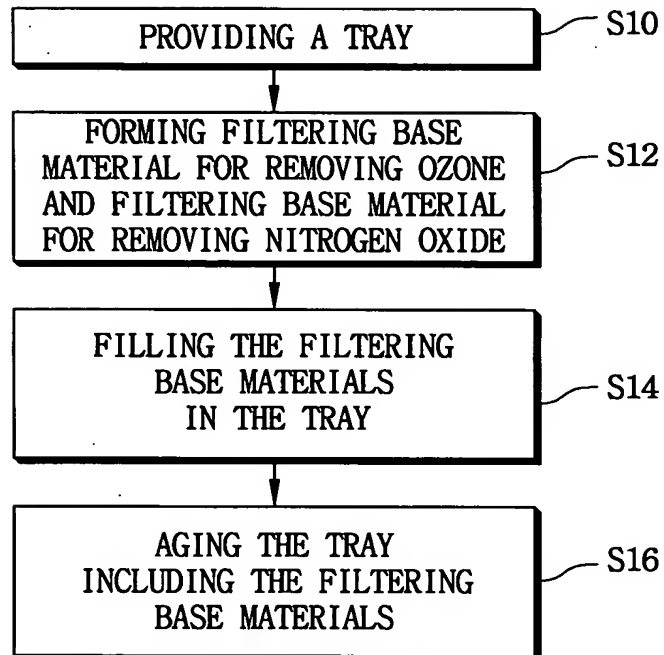 PROVIDING A TRAY
S10
FORMING FILTERING BASE
MATERIAL FOR REMOVING OZONE
AND FILTERING BASE MATERIAL
FOR REMOVING NITROGEN OXIDE
S12
FILLING THE FILTERING
BASE MATERIALS
IN THE TRAY
S14
AGING THE TRAY
INCLUDING THE FILTERING
BASE MATERIALS
S16